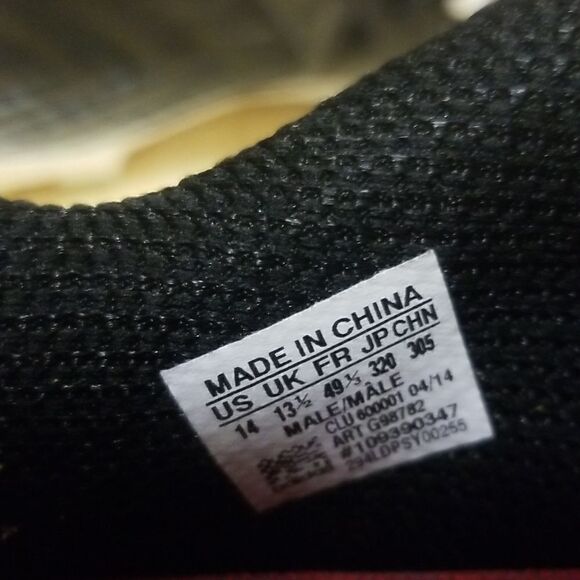 MADE IN CHINA
US UK FR JP CHN
14 13½ 49⅓ 320 305
MALE/MÂLE
CLU 600001 04/14
ART G98782
#109390347
294LDPSY00255